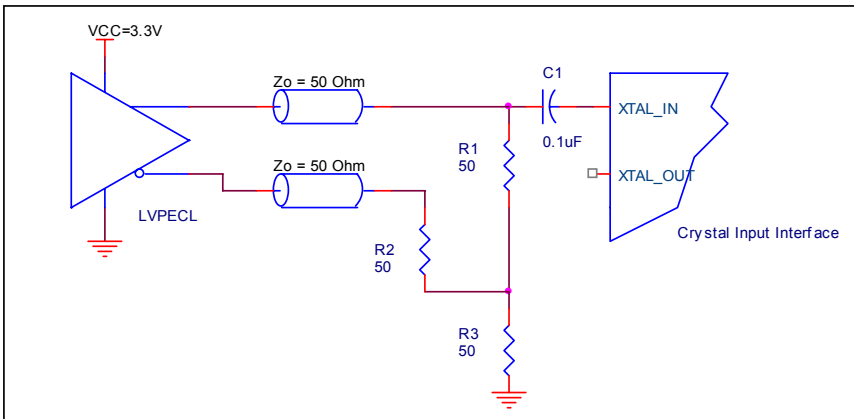 VCC=3.3V
Zo = 50 Ohm
C1
0.1uF
XTAL_IN
R1
50
Zo = 50 Ohm
XTAL_OUT
LVPECL
Crystal Input Interface
R2
50
R3
50